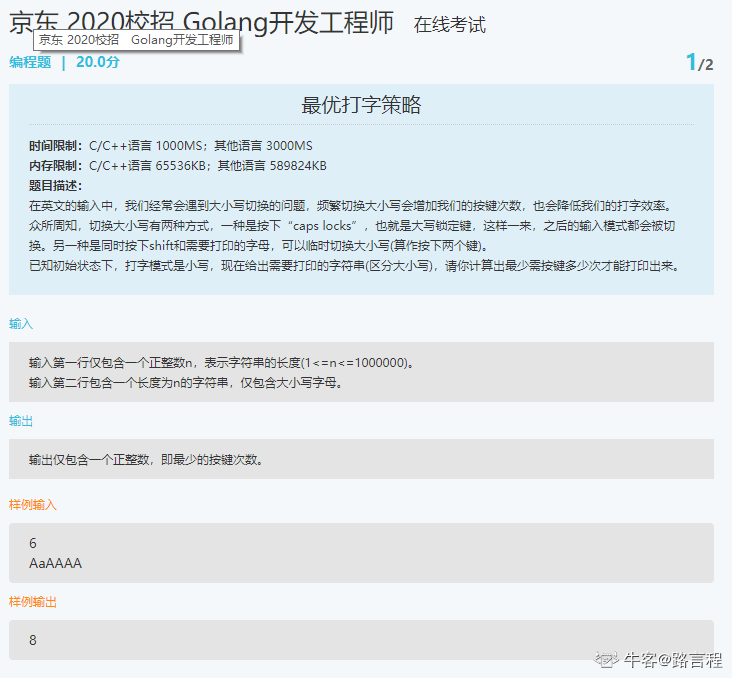 京东 2020校招 Golang开发工程师 在线考试
京东 2020校招 Golang开发工程师
编程题 | 20.0分 1/2
最优打字策略
时间限制：C/C++语言 1000MS；其他语言 3000MS
内存限制：C/C++语言 65536KB；其他语言 589824KB
题目描述：
在英文的输入中，我们经常会遇到大小写切换的问题，频繁切换大小写会增加我们的按键次数，也会降低我们的打字效率。
众所周知，切换大小写有两种方式，一种是按下“caps locks”，也就是大写锁定键，这样一来，之后的输入模式都会被切
换。另一种是同时按下shift和需要打印的字母，可以临时切换大小写(算作按下两个键)。
已知初始状态下，打字模式是小写，现在给出需要打印的字符串(区分大小写)，请你计算出最少需按键多少次才能打印出来。
输入
输入第一行仅包含一个正整数n，表示字符串的长度(1<=n<=1000000)。
输入第二行包含一个长度为n的字符串，仅包含大小写字母。
输出
输出仅包含一个正整数，即最少的按键次数。
样例输入
6
AaAAAA
样例输出
8
牛客@路言程